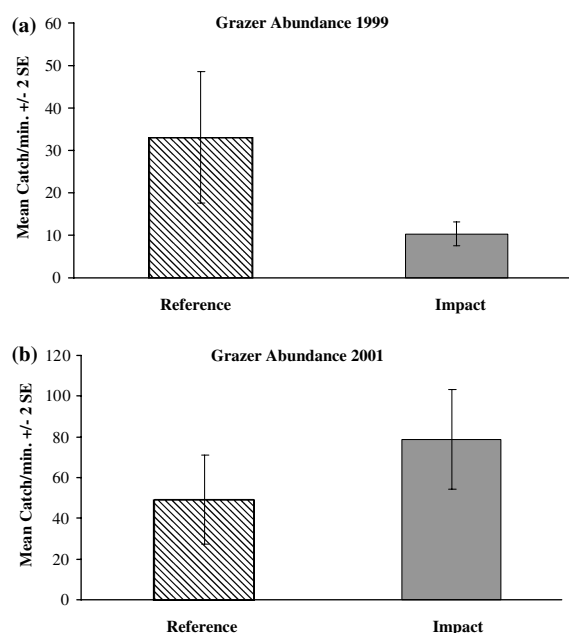 (a)
Grazer Abundance 1999
Mean Catch/min. +/- 2 SE
60
50
40
30
20
10
0
Reference Impact
(b)
Grazer Abundance 2001
Mean Catch/min. +/- 2 SE
120
100
80
60
40
20
0
Reference Impact